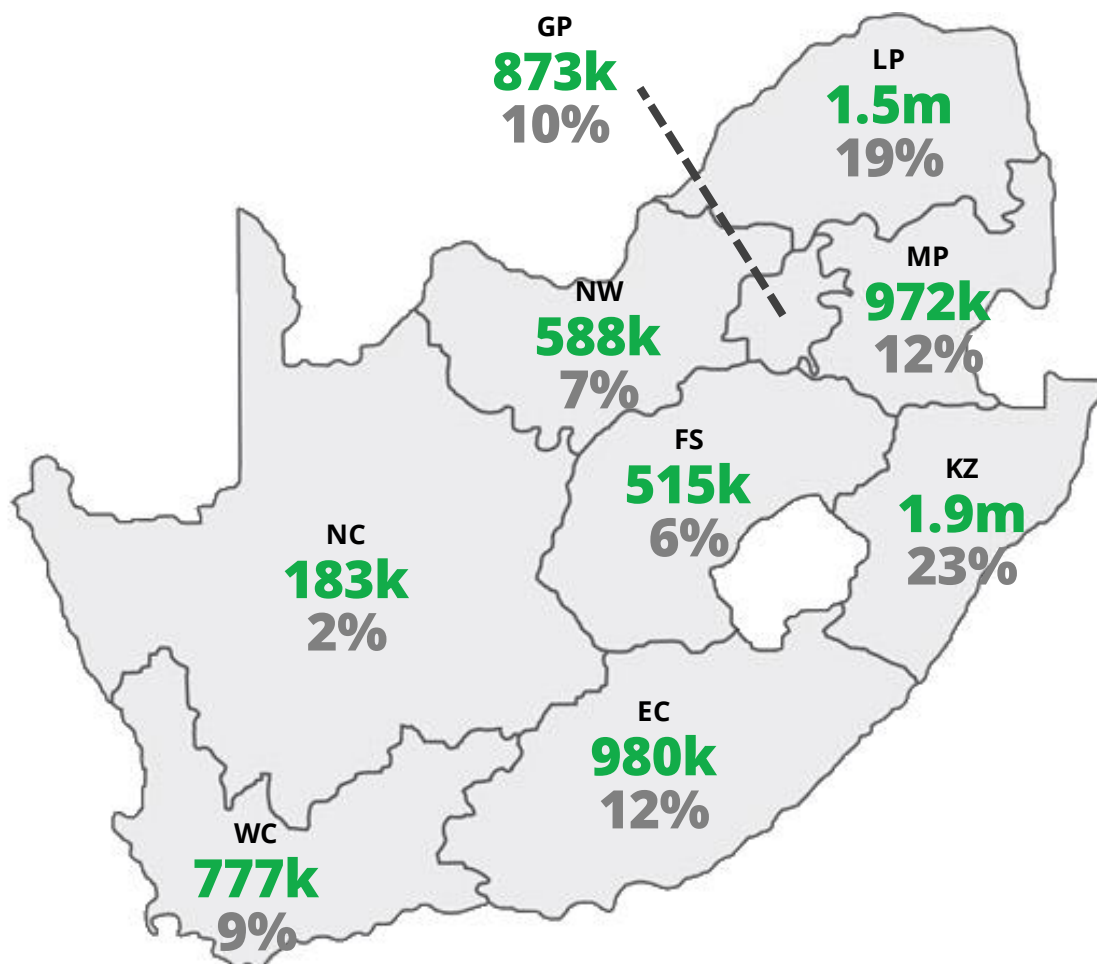 GP
873k
10%
LP
1.5m
19%
MP
972k
12%
NW
588k
7%
FS
515k
6%
KZ
1.9m
23%
NC
183k
2%
EC
980k
12%
WC
777k
9%